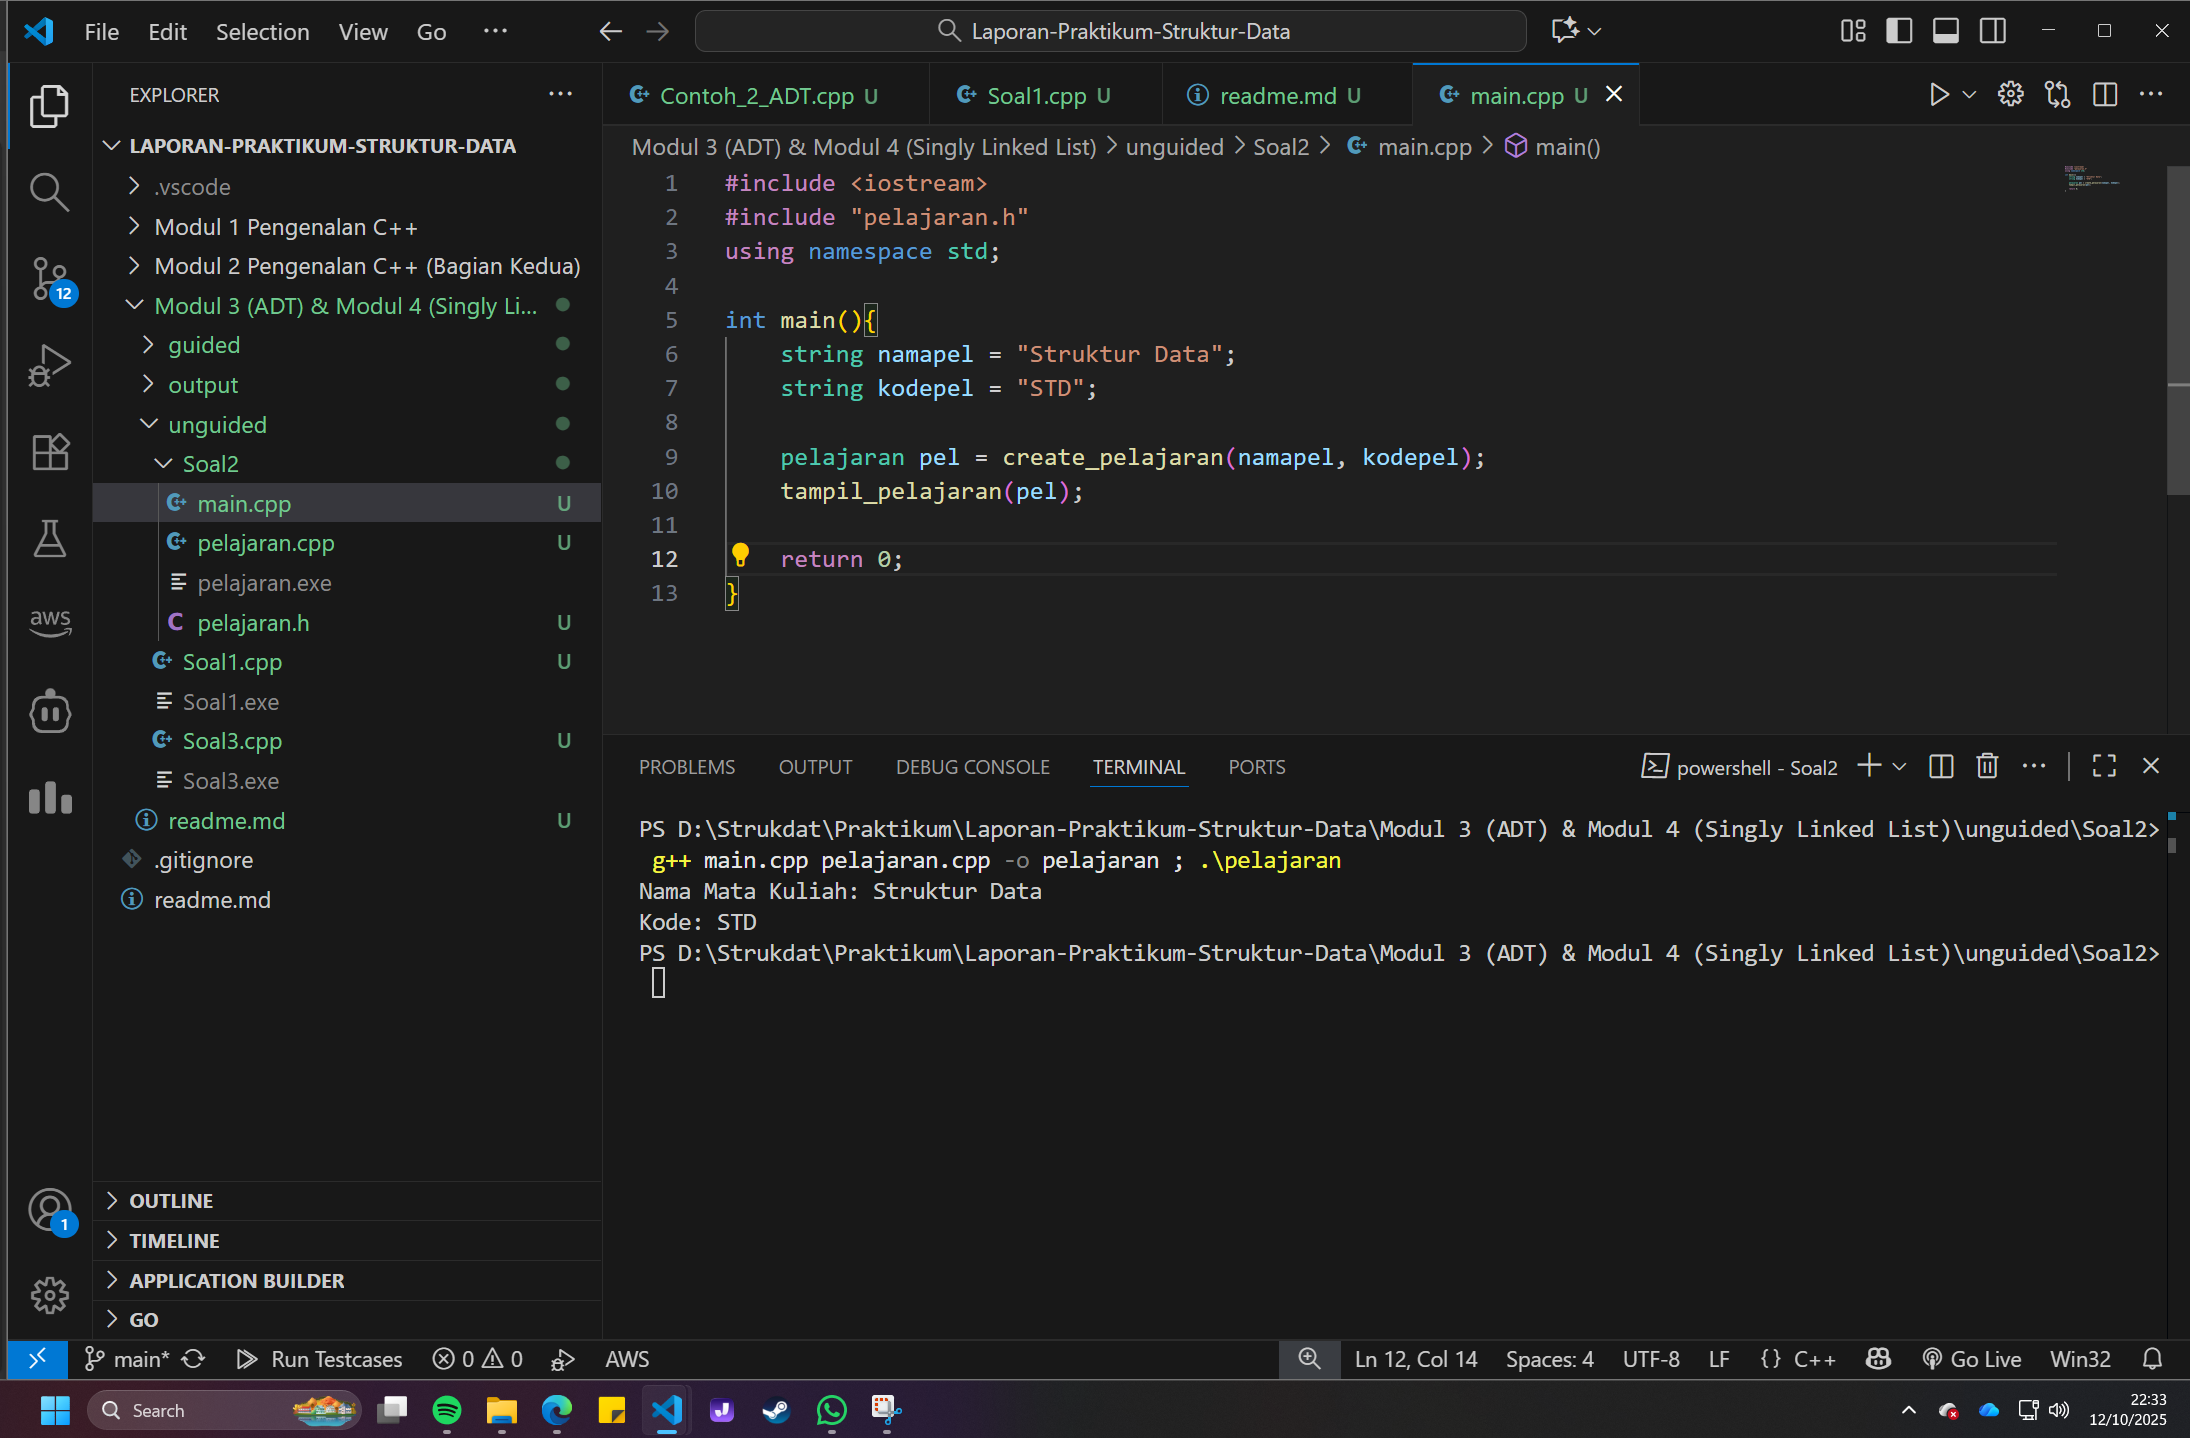 File Edit Selection View Go ···
Laporan-Praktikum-Struktur-Data
EXPLORER
LAPORAN-PRAKTIKUM-STRUKTUR-DATA
.vscode
Modul 1 Pengenalan C++
Modul 2 Pengenalan C++ (Bagian Kedua)
Modul 3 (ADT) & Modul 4 (Singly Li...
guided
output
unguided
Soal2
main.cpp U
pelajaran.cpp U
pelajaran.exe
pelajaran.h U
Soal1.cpp U
Soal1.exe
Soal3.cpp U
Soal3.exe
readme.md U
.gitignore
readme.md
OUTLINE
TIMELINE
APPLICATION BUILDER
GO
12
aws
1
Contoh_2_ADT.cpp U Soal1.cpp U readme.md U main.cpp U
Modul 3 (ADT) & Modul 4 (Singly Linked List) > unguided > Soal2 > main.cpp > main()
1 #include <iostream>
2 #include "pelajaran.h"
3 using namespace std;
4
5 int main(){
6 string namapel = "Struktur Data";
7 string kodepel = "STD";
8
9 pelajaran pel = create_pelajaran(namapel, kodepel);
10 tampil_pelajaran(pel);
11
12 return 0;
13 }
PROBLEMS OUTPUT DEBUG CONSOLE TERMINAL PORTS
powershell - Soal2
PS D:\Strukdat\Praktikum\Laporan-Praktikum-Struktur-Data\Modul 3 (ADT) & Modul 4 (Singly Linked List)\unguided\Soal2>
g++ main.cpp pelajaran.cpp -o pelajaran ; .\pelajaran
Nama Mata Kuliah: Struktur Data
Kode: STD
PS D:\Strukdat\Praktikum\Laporan-Praktikum-Struktur-Data\Modul 3 (ADT) & Modul 4 (Singly Linked List)\unguided\Soal2>
main* Run Testcases 0 0 AWS
Ln 12, Col 14 Spaces: 4 UTF-8 LF {} C++ Go Live Win32
Search
22:33
12/10/2025